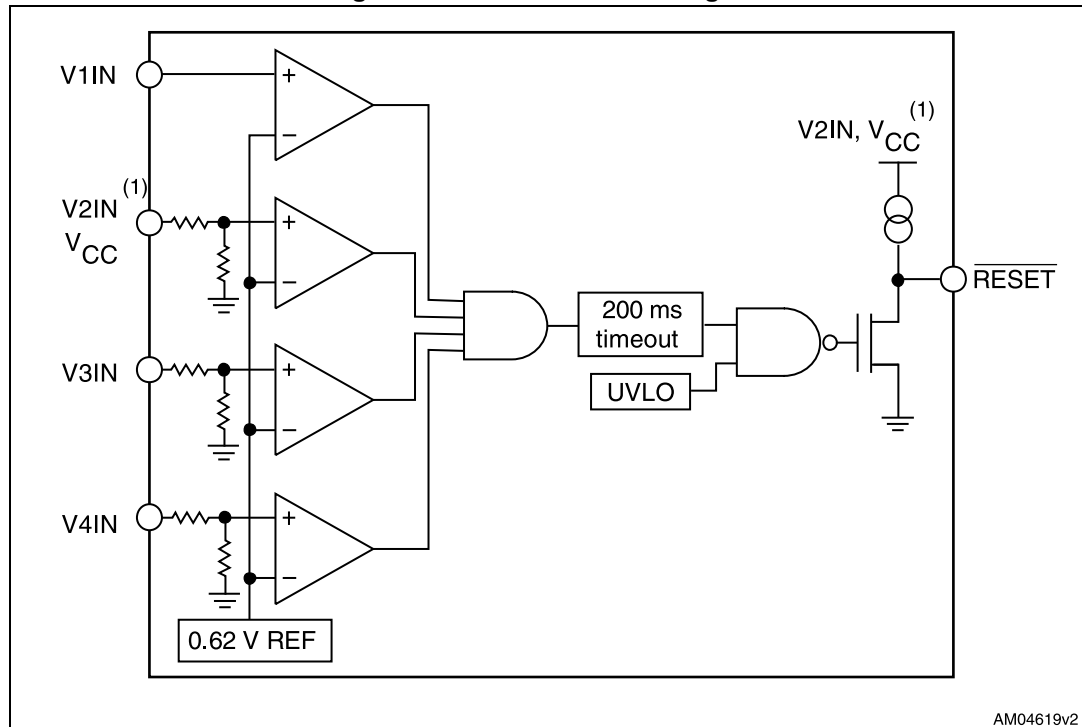 V1IN
+
−
V2IN (1)
VCC
+
−
V3IN
+
−
V4IN
+
−
0.62 V REF
200 ms
timeout
UVLO
V2IN, VCC (1)
RESET
AM04619v2